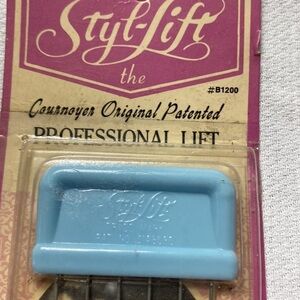 Styl-Lift
the
#B1200
Cournoyer Original Patented
PROFESSIONAL LIFT
Styl-Lift